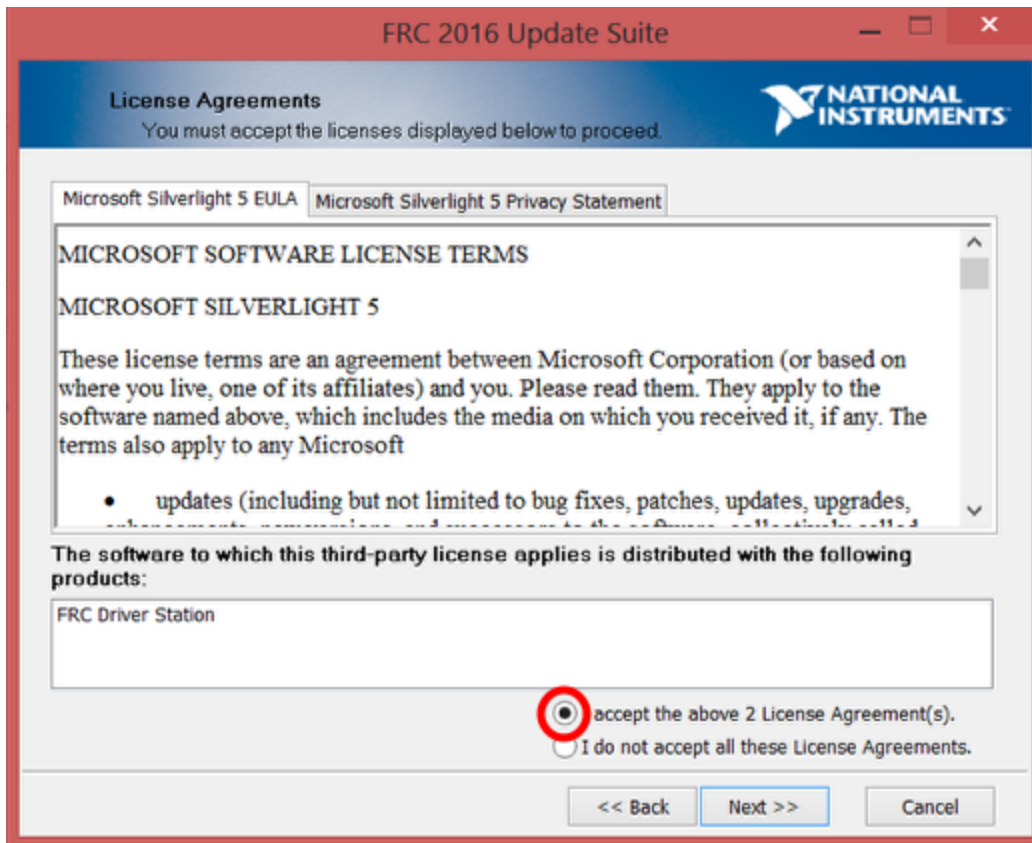 FRC 2016 Update Suite
License Agreements
You must accept the licenses displayed below to proceed.
NATIONAL
INSTRUMENTS
Microsoft Silverlight 5 EULA
Microsoft Silverlight 5 Privacy Statement
MICROSOFT SOFTWARE LICENSE TERMS
MICROSOFT SILVERLIGHT 5
These license terms are an agreement between Microsoft Corporation (or based on
where you live, one of its affiliates) and you. Please read them. They apply to the
software named above, which includes the media on which you received it, if any. The
terms also apply to any Microsoft
• updates (including but not limited to bug fixes, patches, updates, upgrades,
The software to which this third-party license applies is distributed with the following
products:
FRC Driver Station
accept the above 2 License Agreement(s).
I do not accept all these License Agreements.
<< Back
Next >>
Cancel